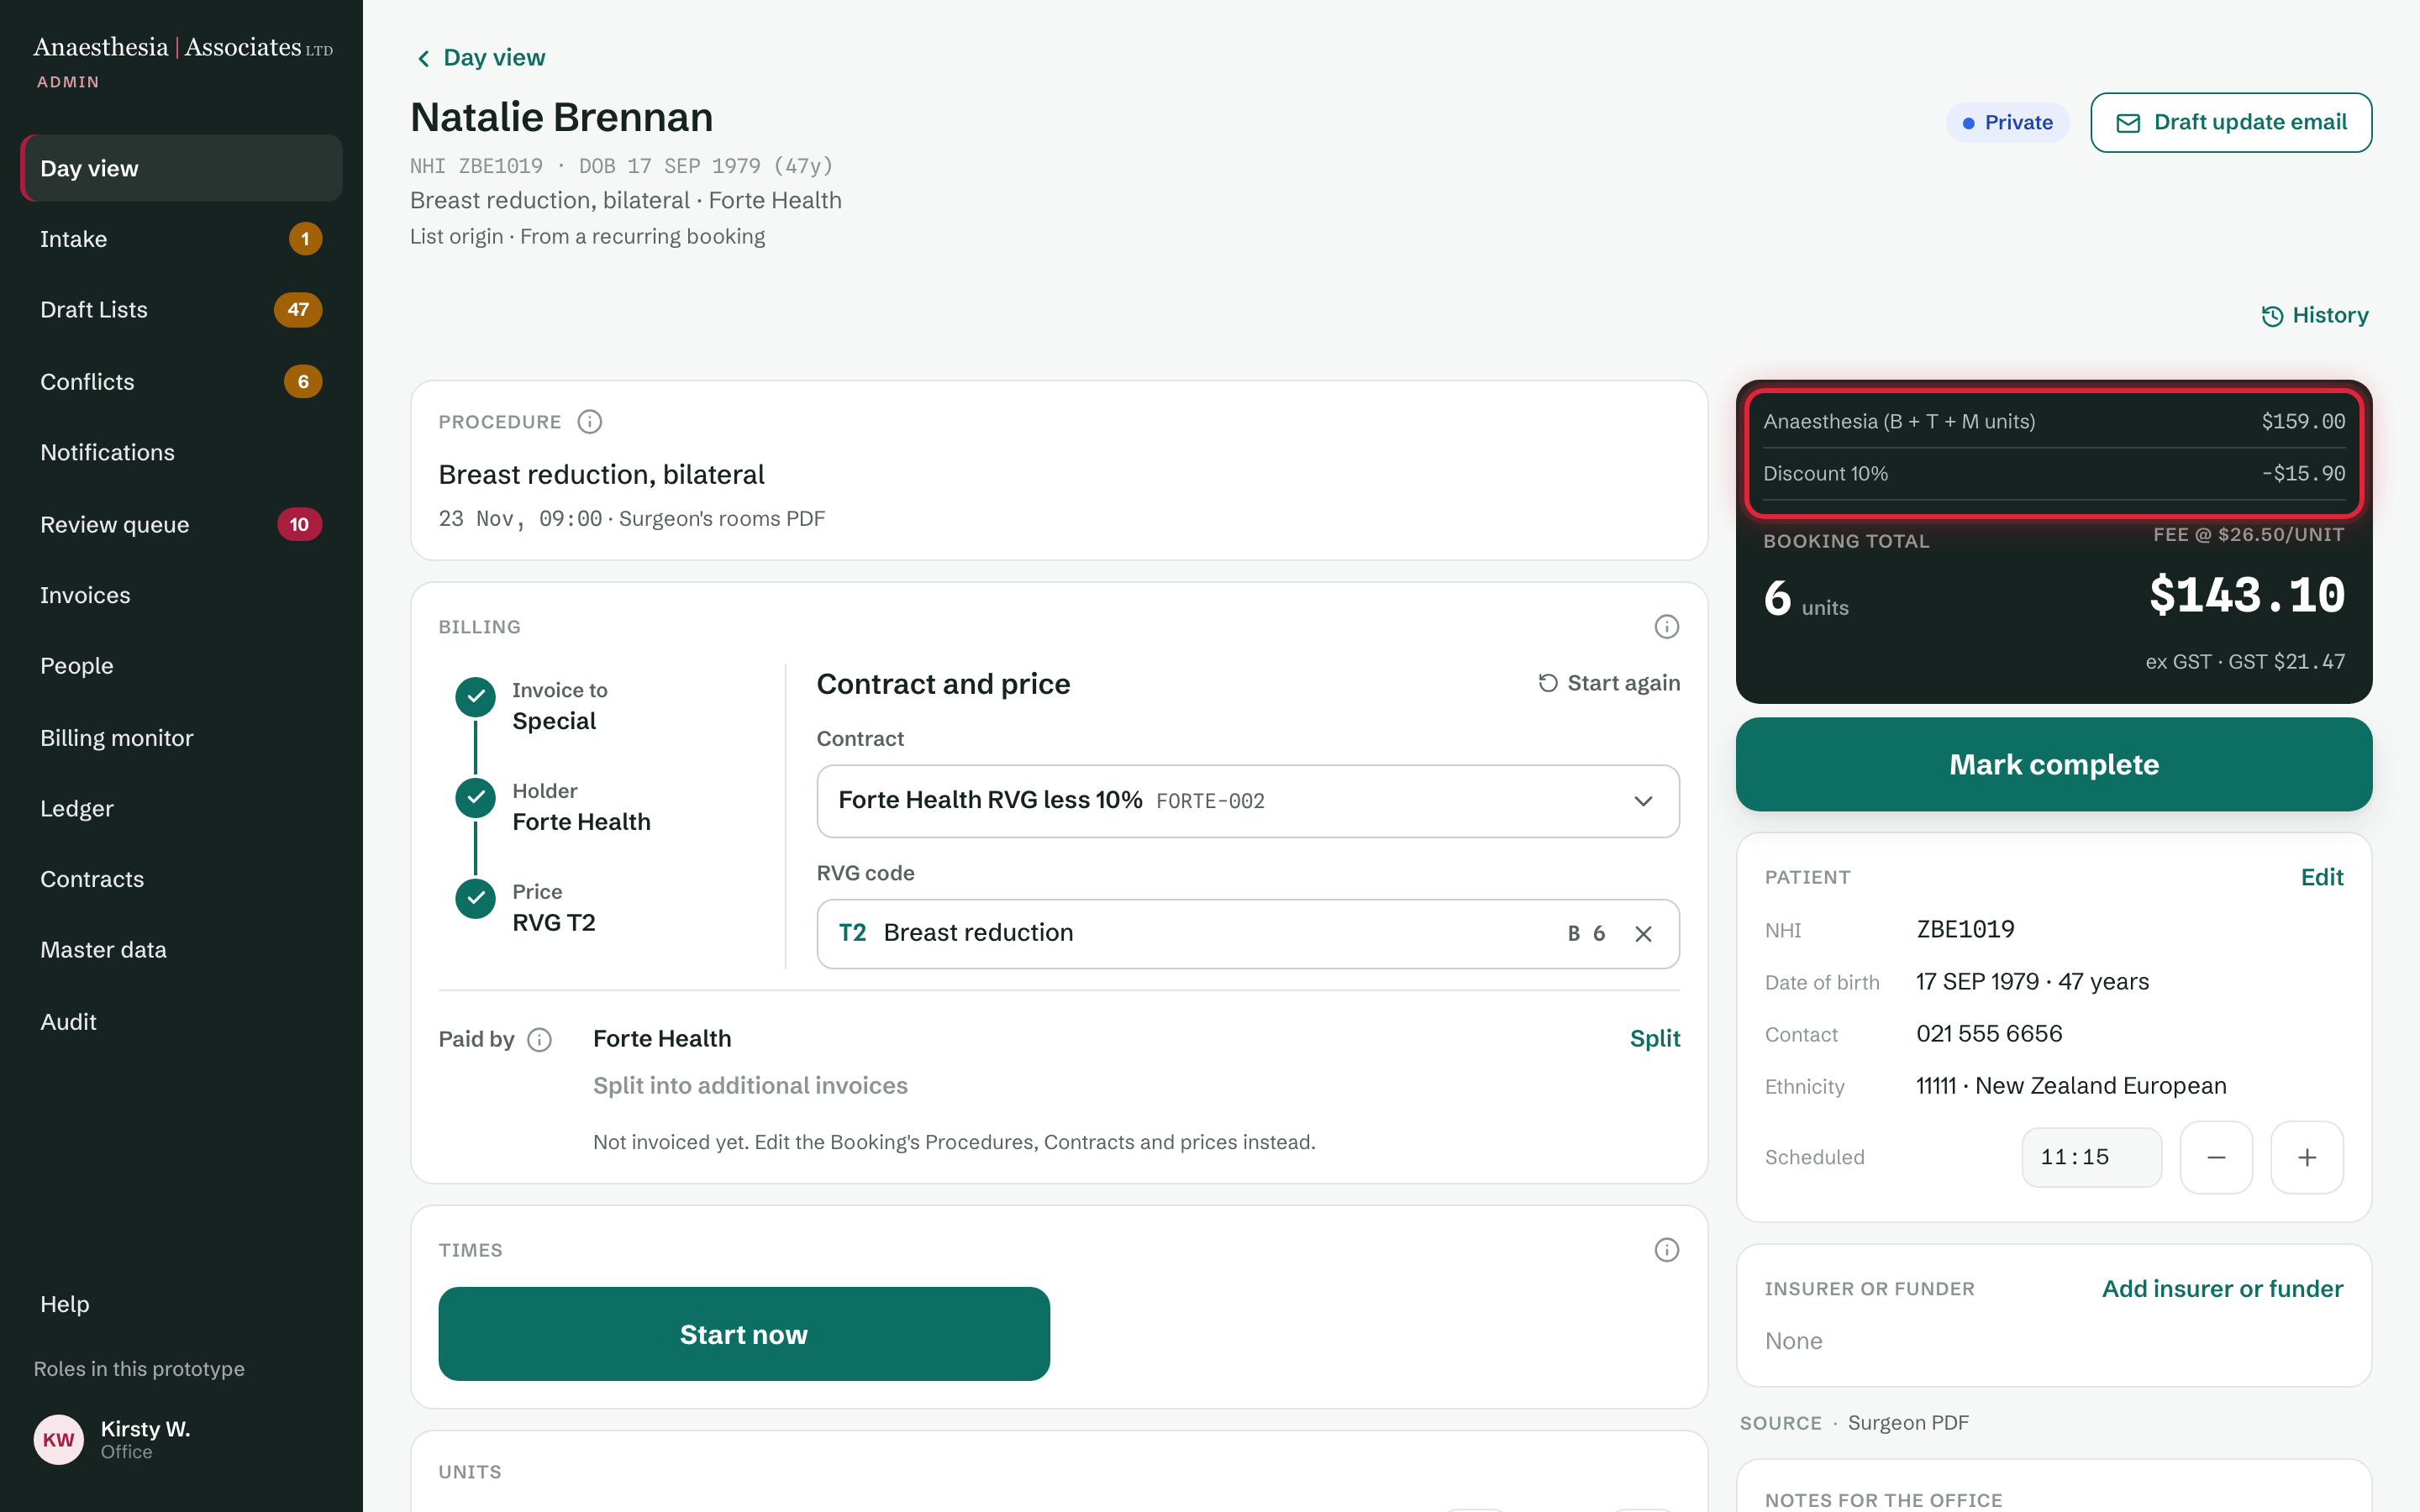 Anaesthesia | Associates LTD
ADMIN
Day view
Intake 1
Draft Lists 47
Conflicts 6
Notifications
Review queue 10
Invoices
People
Billing monitor
Ledger
Contracts
Master data
Audit
Help
Roles in this prototype
KW
Kirsty W.
Office
Day view
Natalie Brennan
NHI ZBE1019 · DOB 17 SEP 1979 (47y)
Breast reduction, bilateral · Forte Health
List origin · From a recurring booking
Private
Draft update email
History
PROCEDURE
Breast reduction, bilateral
23 Nov, 09:00 · Surgeon's rooms PDF
BILLING
Invoice to
Special
Holder
Forte Health
Price
RVG T2
Contract and price
Start again
Contract
Forte Health RVG less 10% FORTE-002
RVG code
T2 Breast reduction B 6
Paid by Forte Health Split
Split into additional invoices
Not invoiced yet. Edit the Booking's Procedures, Contracts and prices instead.
TIMES
Start now
UNITS
Anaesthesia (B + T + M units) $159.00
Discount 10% -$15.90
BOOKING TOTAL FEE @ $26.50/UNIT
6 units $143.10
ex GST · GST $21.47
Mark complete
PATIENT Edit
NHI ZBE1019
Date of birth 17 SEP 1979 · 47 years
Contact 021 555 6656
Ethnicity 11111 · New Zealand European
Scheduled 11:15 − +
INSURER OR FUNDER Add insurer or funder
None
SOURCE · Surgeon PDF
NOTES FOR THE OFFICE